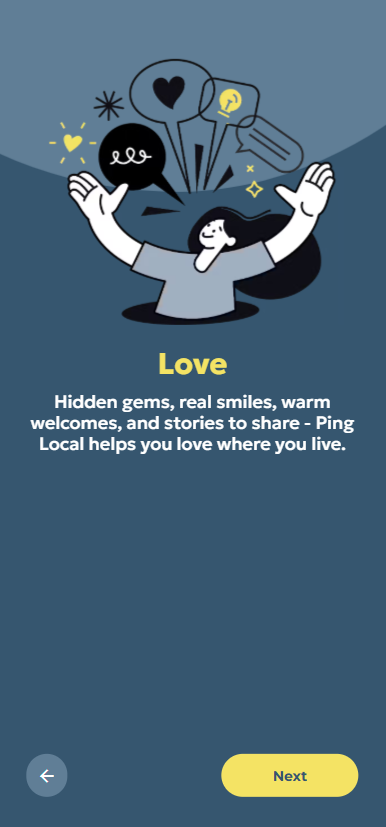 Love
Hidden gems, real smiles, warm
welcomes, and stories to share - Ping
Local helps you love where you live.
Next